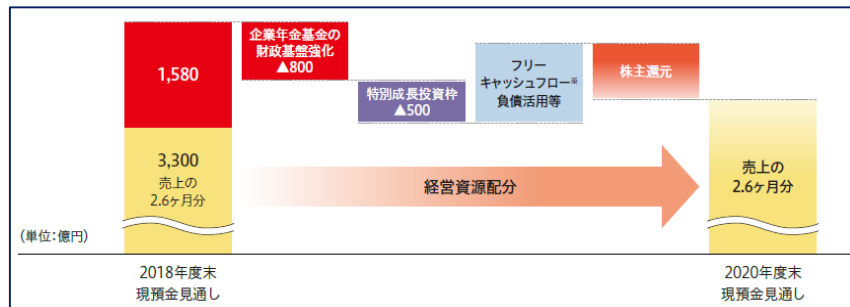 1,580
3,300
売上の
2.6ヶ月分
企業年金基金の
財政基盤強化
▲800
特別成長投資枠
▲500
フリー
キャッシュフロー※
負債活用等
株主還元
経営資源配分
売上の
2.6ヶ月分
(単位:億円)
2018年度末
現預金見通し
2020年度末
現預金見通し